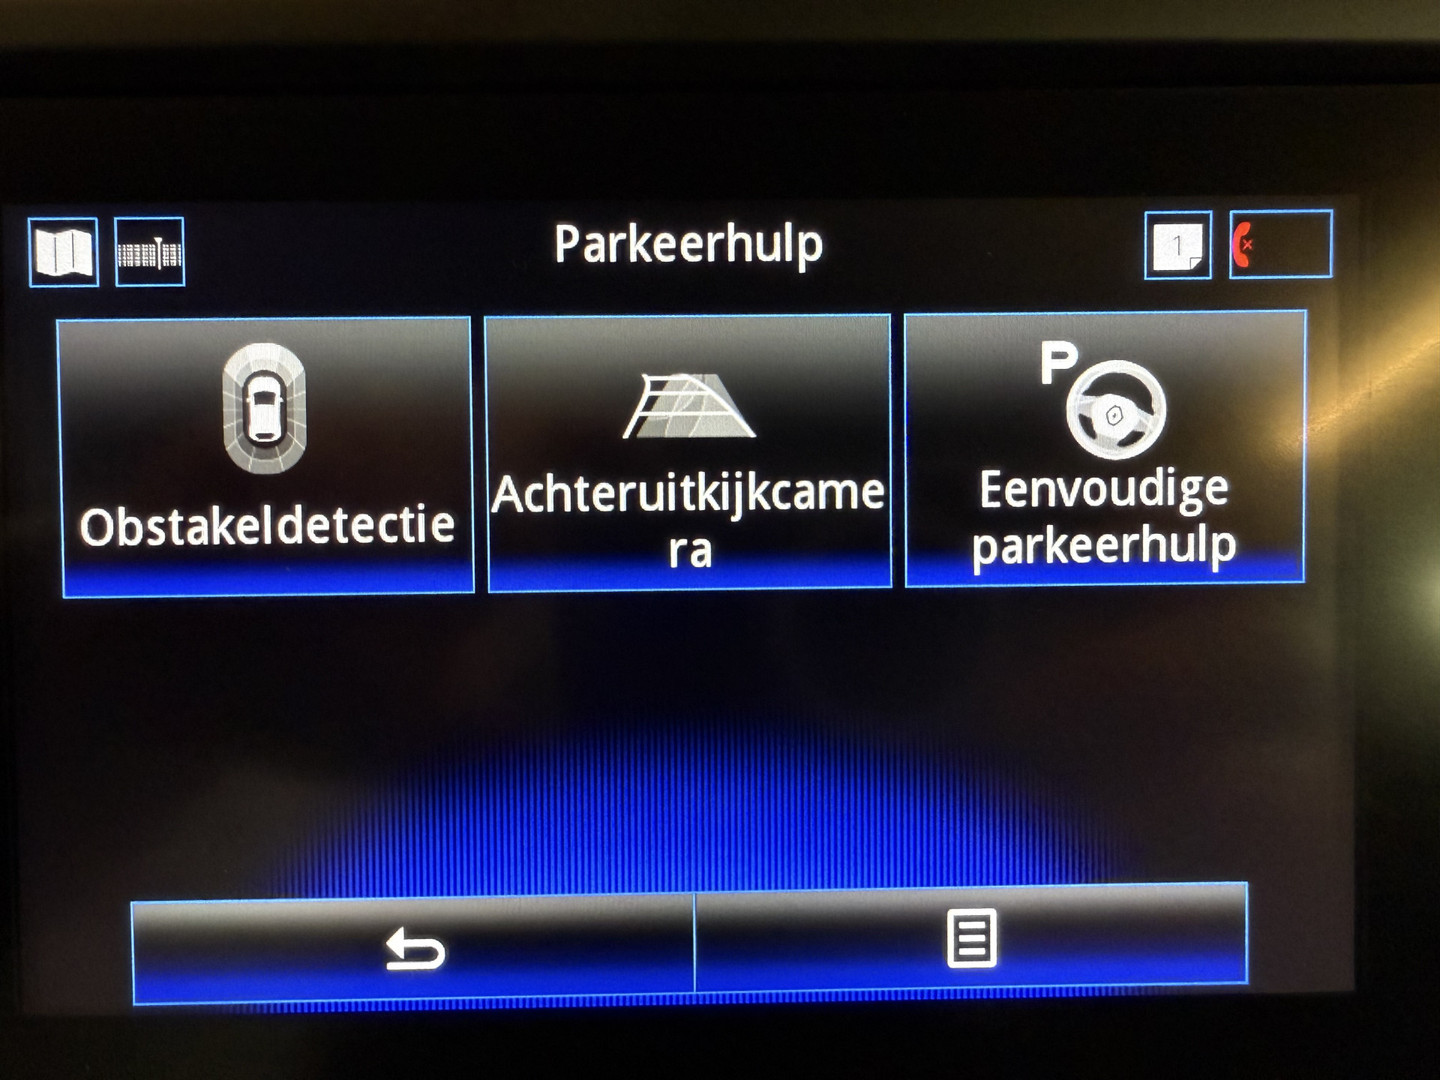 Parkeerhulp
1
Obstakeldetectie
Achteruitkijkcame
ra
P
Eenvoudige
parkeerhulp